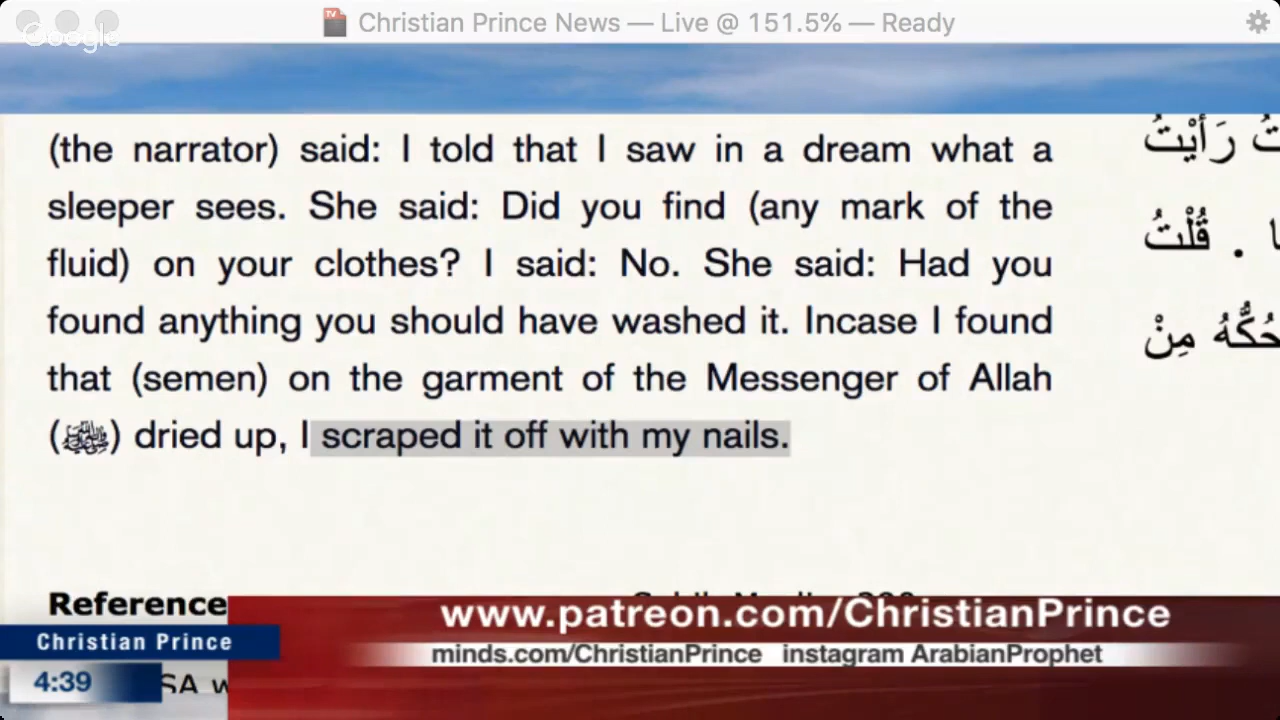 Christian Prince News — Live @ 151.5% — Ready
Google
(the narrator) said: I told that I saw in a dream what a
sleeper sees. She said: Did you find (any mark of the
fluid) on your clothes? I said: No. She said: Had you
found anything you should have washed it. Incase I found
that (semen) on the garment of the Messenger of Allah
(ﷺ) dried up, I scraped it off with my nails.
تُ رَأَيْتُ
ا . قُلْتُ
حُكُّهُ مِنْ
Reference
www.patreon.com/ChristianPrince
Christian Prince
minds.com/ChristianPrince instagram ArabianProphet
4:39
SA w